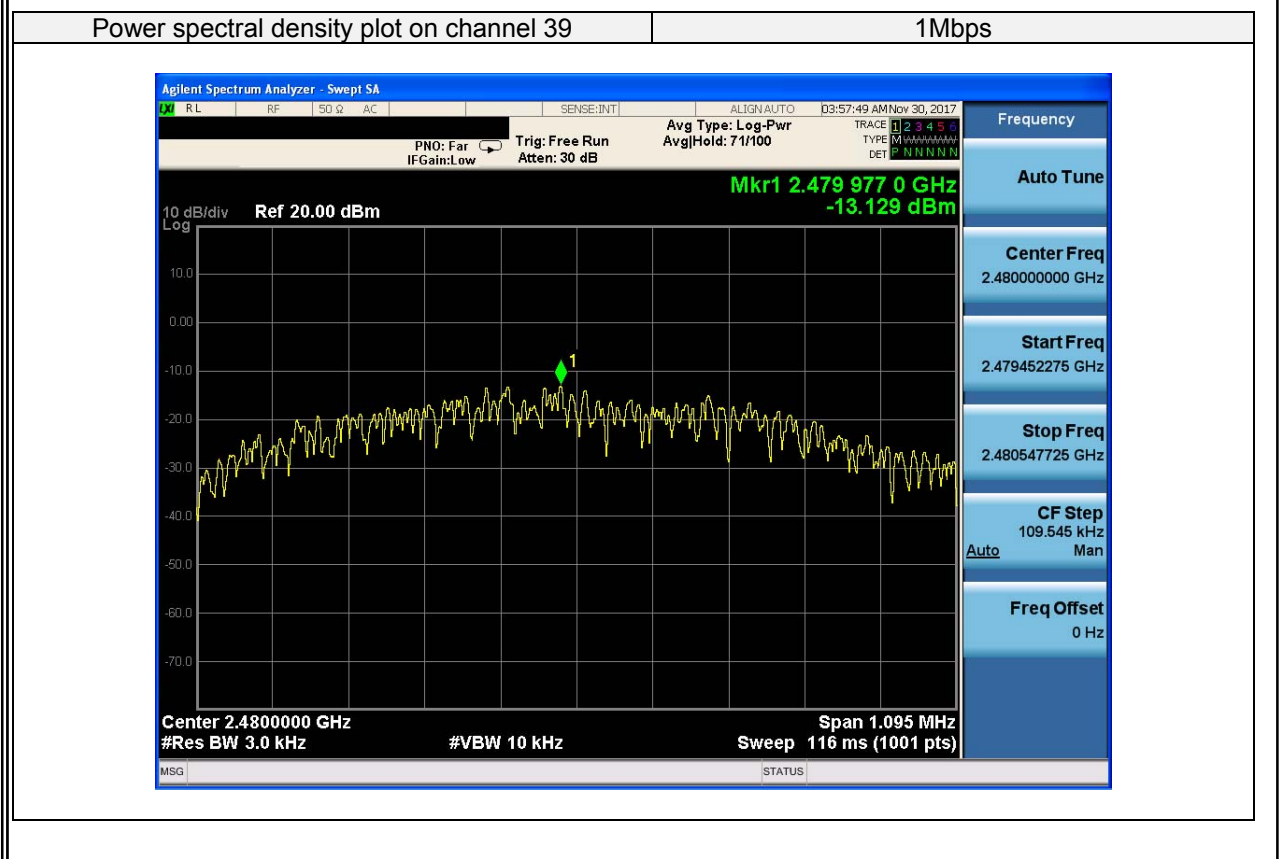 Power spectral density plot on channel 39 1Mbps
Agilent Spectrum Analyzer - Swept SA
LXI RL RF 50 Ω AC SENSE:INT ALIGNAUTO 03:57:49 AM Nov 30, 2017
Frequency
PNO: Far Trig: Free Run Avg Type: Log-Pwr TRACE 1 2 3 4 5 6
IFGain:Low Atten: 30 dB Avg|Hold: 71/100 TYPE M WWWWW
DET P N N N N N
Mkr1 2.479 977 0 GHz
10 dB/div Ref 20.00 dBm -13.129 dBm
Log
10.0
0.00
-10.0
-20.0
-30.0
-40.0
-50.0
-60.0
-70.0
1
Center 2.4800000 GHz Span 1.095 MHz
#Res BW 3.0 kHz #VBW 10 kHz Sweep 116 ms (1001 pts)
MSG STATUS
Auto Tune
Center Freq
2.480000000 GHz
Start Freq
2.479452275 GHz
Stop Freq
2.480547725 GHz
CF Step
109.545 kHz
Auto Man
Freq Offset
0 Hz